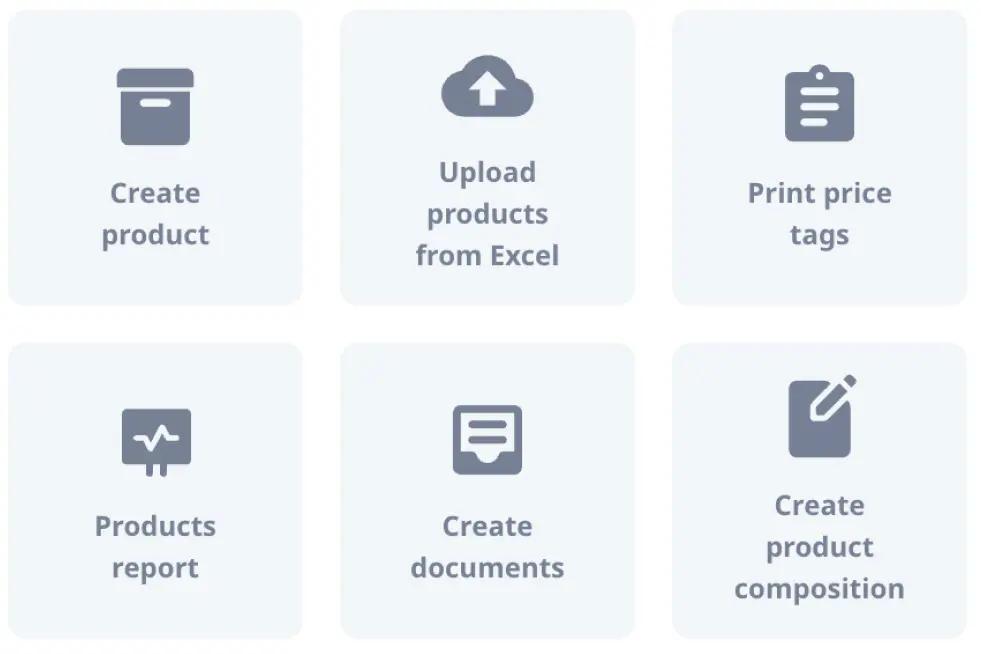 Create
product
Upload
products
from Excel
Print price
tags
Products
report
Create
documents
Create
product
composition